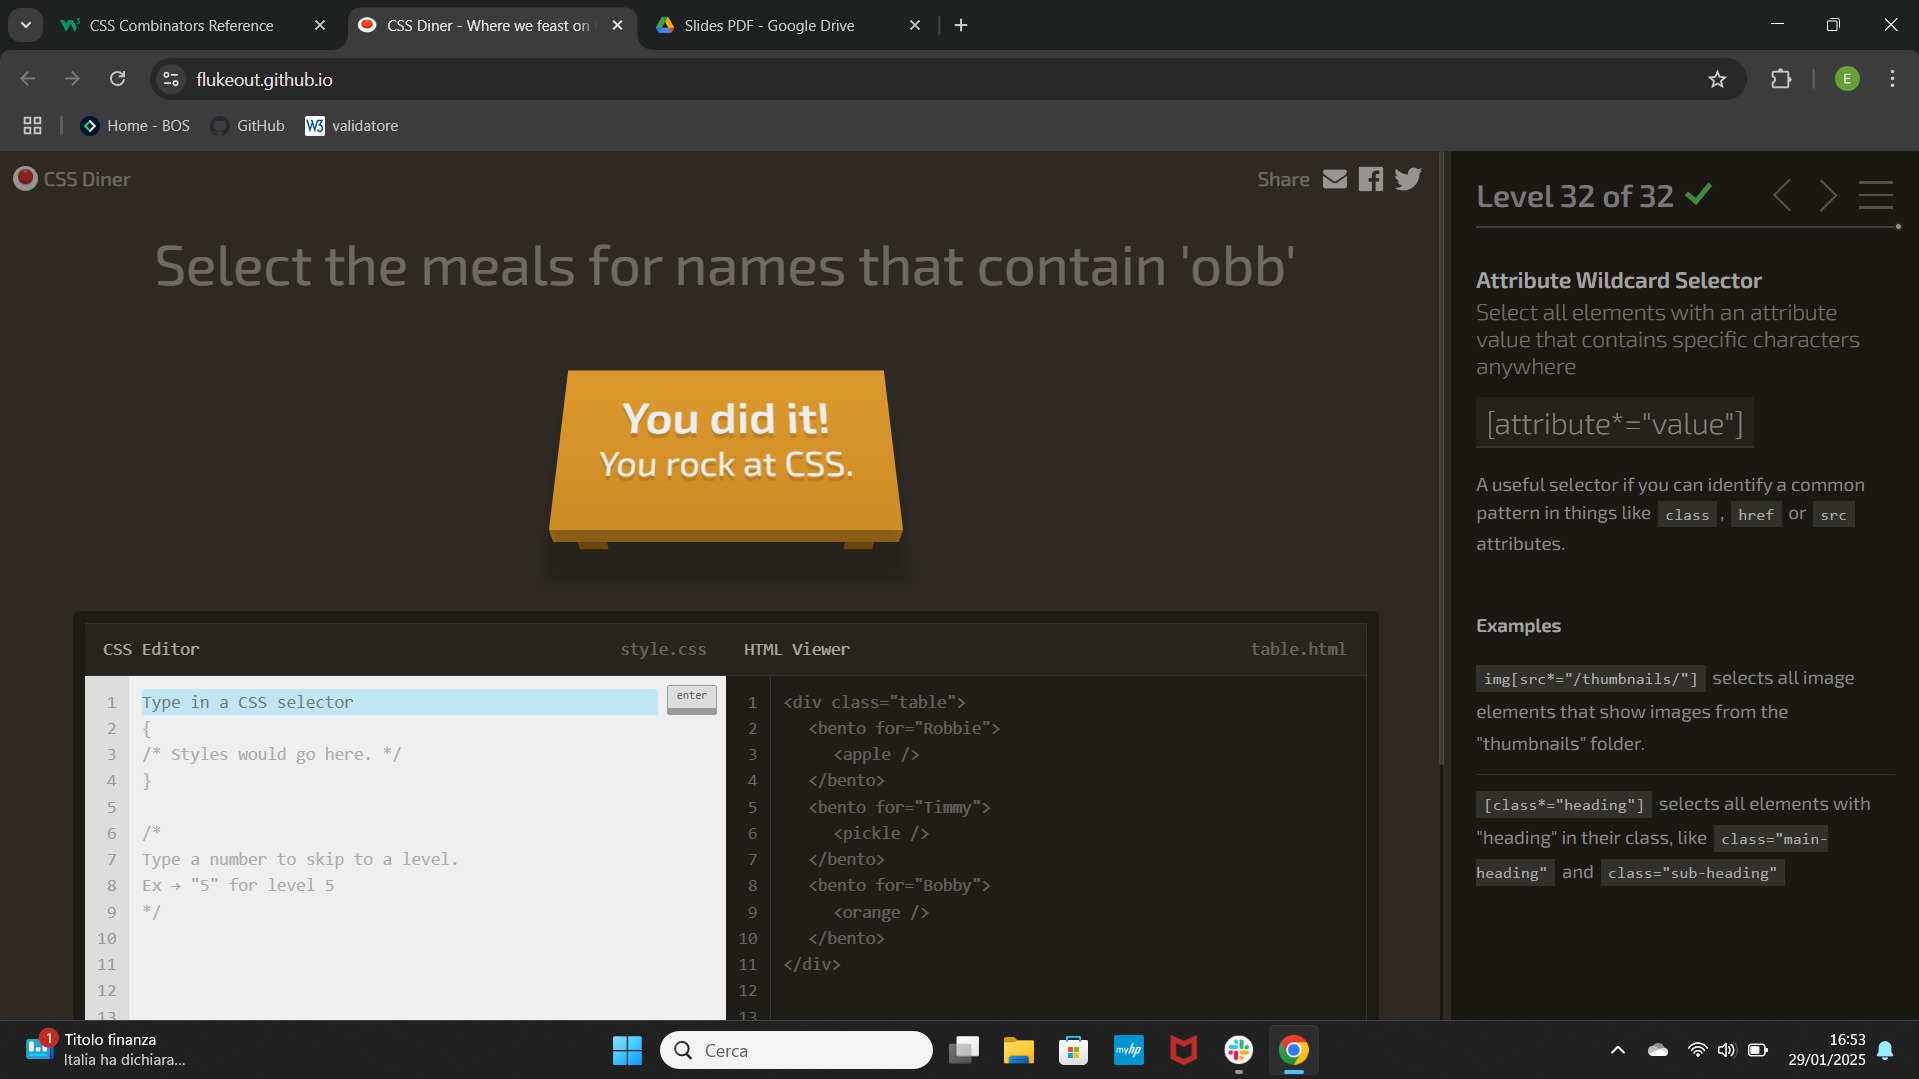 CSS Combinators Reference
CSS Diner - Where we feast on
Slides PDF - Google Drive
flukeout.github.io
E
Home - BOS
GitHub
W3
validatore
CSS Diner
Share
Level 32 of 32
Select the meals for names that contain 'obb'
You did it!
You rock at CSS.
Attribute Wildcard Selector
Select all elements with an attribute
value that contains specific characters
anywhere
[attribute*="value"]
A useful selector if you can identify a common
pattern in things like class , href or src
attributes.
Examples
img[src*="/thumbnails/"] selects all image
elements that show images from the
"thumbnails" folder.
[class*="heading"] selects all elements with
"heading" in their class, like class="main-
heading" and class="sub-heading"
CSS Editor
style.css
1 Type in a CSS selector
enter
2 {
3 /* Styles would go here. */
4 }
5
6 /*
7 Type a number to skip to a level.
8 Ex → "5" for level 5
9 */
10
11
12
13
HTML Viewer
table.html
1 <div class="table">
2 <bento for="Robbie">
3 <apple />
4 </bento>
5 <bento for="Timmy">
6 <pickle />
7 </bento>
8 <bento for="Bobby">
9 <orange />
10 </bento>
11 </div>
12
13
1
Titolo finanza
Italia ha dichiara...
Cerca
myhp
16:53
29/01/2025